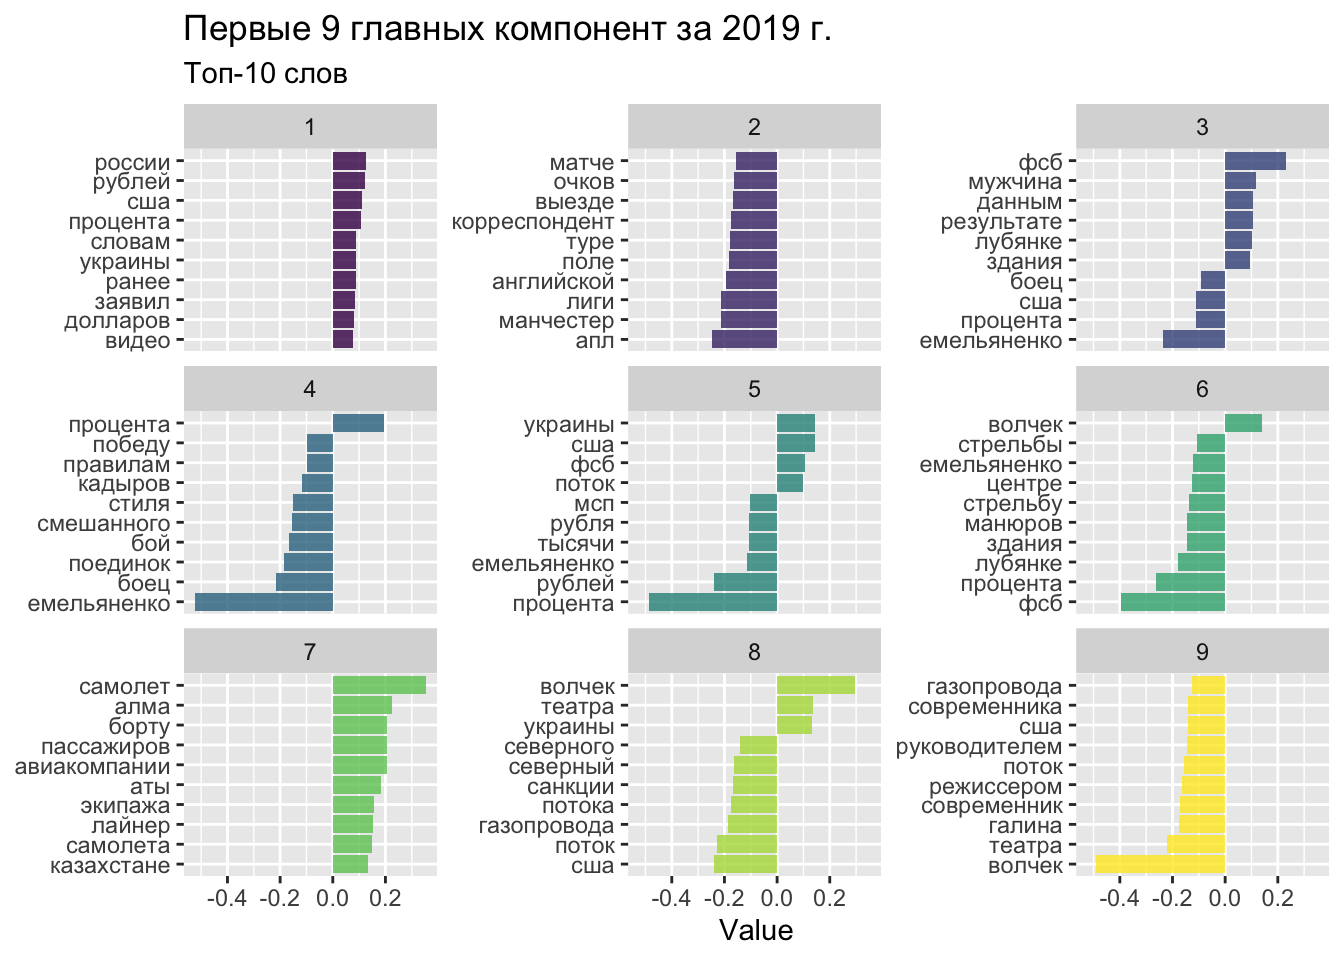 Первые 9 главных компонент за 2019 г.
Топ-10 слов
1
россии
рублей
сша
процента
словам
украины
ранее
заявил
долларов
видео
2
матче
очков
выезде
корреспондент
туре
поле
английской
лиги
манчестер
апл
3
фсб
мужчина
данным
результате
лубянке
здания
боец
сша
процента
емельяненко
4
процента
победу
правилам
кадыров
стиля
смешанного
бой
поединок
боец
емельяненко
5
украины
сша
фсб
поток
мсп
рубля
тысячи
емельяненко
рублей
процента
6
волчек
стрельбы
емельяненко
центре
стрельбу
манюров
здания
лубянке
процента
фсб
7
самолет
алма
борту
пассажиров
авиакомпании
аты
экипажа
лайнер
самолета
казахстане
-0.4 -0.2 0.0 0.2
8
волчек
театра
украины
северного
северный
санкции
потока
газопровода
поток
сша
-0.4 -0.2 0.0 0.2
9
газопровода
современника
сша
руководителем
поток
режиссером
современник
галина
театра
волчек
-0.4 -0.2 0.0 0.2
Value